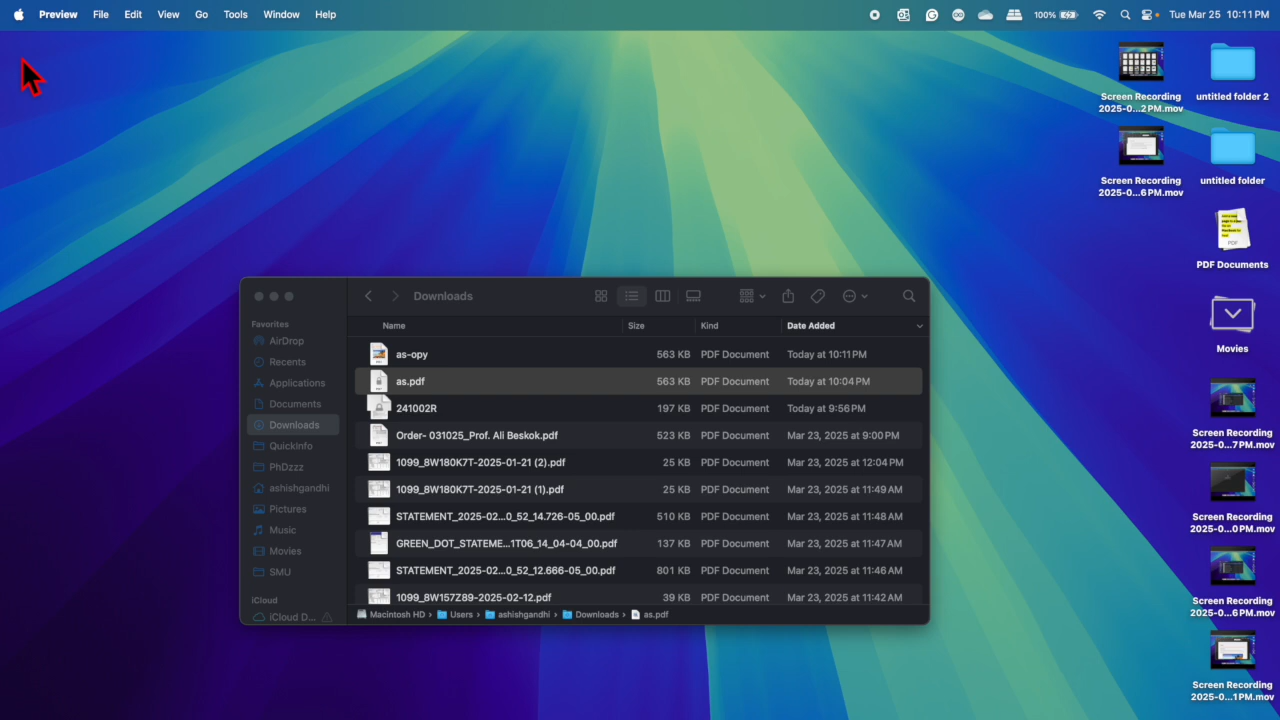 Preview File Edit View Go Tools Window Help 100% Tue Mar 25 10:11 PM
Screen Recording
2025-0...2 PM.mov
untitled folder 2
Screen Recording
2025-0...6 PM.mov
untitled folder
PDF Documents
Movies
Screen Recording
2025-0...7 PM.mov
Screen Recording
2025-0...0 PM.mov
Screen Recording
2025-0...6 PM.mov
Screen Recording
2025-0...1 PM.mov
Downloads
Favorites
AirDrop
Recents
Applications
Documents
Downloads
QuickInfo
PhDzzz
ashishgandhi
Pictures
Music
Movies
SMU
iCloud
iCloud D...
Name Size Kind Date Added
as-opy 563 KB PDF Document Today at 10:11 PM
as.pdf 563 KB PDF Document Today at 10:04 PM
241002R 197 KB PDF Document Today at 9:56 PM
Order- 031025_Prof. Ali Beskok.pdf 523 KB PDF Document Mar 23, 2025 at 9:00 PM
1099_8W180K7T-2025-01-21 (2).pdf 25 KB PDF Document Mar 23, 2025 at 12:04 PM
1099_8W180K7T-2025-01-21 (1).pdf 25 KB PDF Document Mar 23, 2025 at 11:49 AM
STATEMENT_2025-02...0_52_14.726-05_00.pdf 510 KB PDF Document Mar 23, 2025 at 11:48 AM
GREEN_DOT_STATEME...1T06_14_04-04_00.pdf 137 KB PDF Document Mar 23, 2025 at 11:47 AM
STATEMENT_2025-02...0_52_12.666-05_00.pdf 801 KB PDF Document Mar 23, 2025 at 11:46 AM
1099_8W157Z89-2025-02-12.pdf 39 KB PDF Document Mar 23, 2025 at 11:42 AM
Macintosh HD › Users › ashishgandhi › Downloads › as.pdf